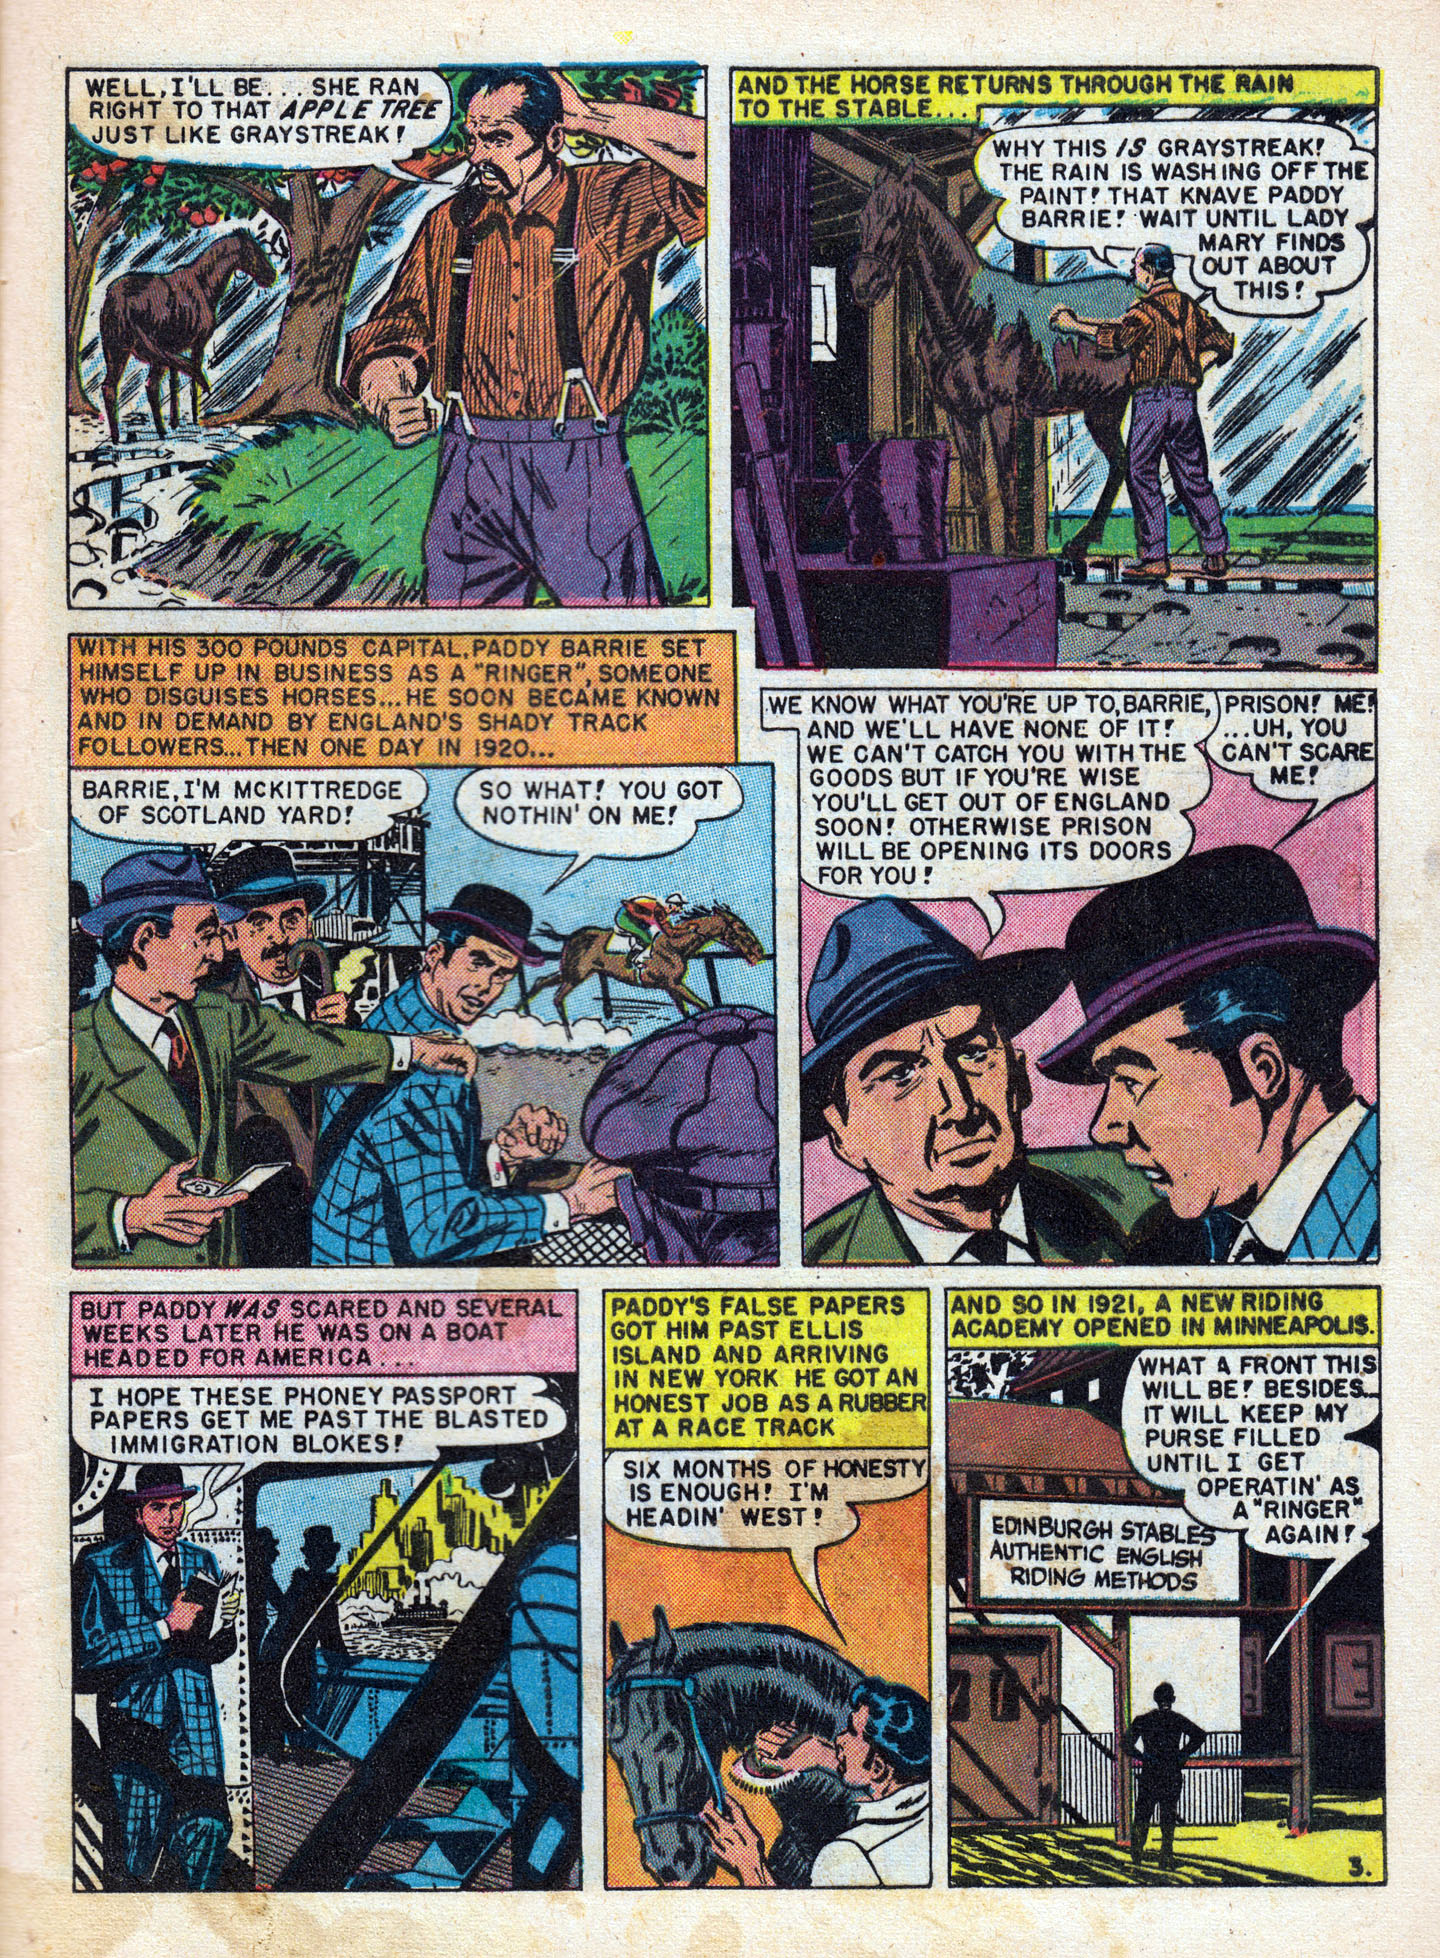 WELL, I'LL BE... SHE RAN
RIGHT TO THAT APPLE TREE
JUST LIKE GRAYSTREAK!
AND THE HORSE RETURNS THROUGH THE RAIN
TO THE STABLE...
WHY THIS IS GRAYSTREAK!
THE RAIN IS WASHING OFF THE
PAINT! THAT KNAVE PADDY
BARRIE! WAIT UNTIL LADY
MARY FINDS
OUT ABOUT
THIS!
WITH HIS 300 POUNDS CAPITAL, PADDY BARRIE SET
HIMSELF UP IN BUSINESS AS A "RINGER", SOMEONE
WHO DISGUISES HORSES... HE SOON BECAME KNOWN
AND IN DEMAND BY ENGLAND'S SHADY TRACK
FOLLOWERS... THEN ONE DAY IN 1920...
BARRIE, I'M MCKITTREDGE
OF SCOTLAND YARD!
SO WHAT! YOU GOT
NOTHIN' ON ME!
WE KNOW WHAT YOU'RE UP TO, BARRIE,
AND WE'LL HAVE NONE OF IT!
WE CAN'T CATCH YOU WITH THE
GOODS BUT IF YOU'RE WISE
YOU'LL GET OUT OF ENGLAND
SOON! OTHERWISE PRISON
WILL BE OPENING ITS DOORS
FOR YOU!
PRISON! ME!
...UH, YOU
CAN'T SCARE
ME!
BUT PADDY WAS SCARED AND SEVERAL
WEEKS LATER HE WAS ON A BOAT
HEADED FOR AMERICA...
I HOPE THESE PHONEY PASSPORT
PAPERS GET ME PAST THE BLASTED
IMMIGRATION BLOKES!
PADDY'S FALSE PAPERS
GOT HIM PAST ELLIS
ISLAND AND ARRIVING
IN NEW YORK HE GOT AN
HONEST JOB AS A RUBBER
AT A RACE TRACK
SIX MONTHS OF HONESTY
IS ENOUGH! I'M
HEADIN' WEST!
AND SO IN 1921, A NEW RIDING
ACADEMY OPENED IN MINNEAPOLIS.
WHAT A FRONT THIS
WILL BE! BESIDES...
IT WILL KEEP MY
PURSE FILLED
UNTIL I GET
OPERATIN' AS
A "RINGER"
AGAIN!
EDINBURGH STABLES
AUTHENTIC ENGLISH
RIDING METHODS
3.